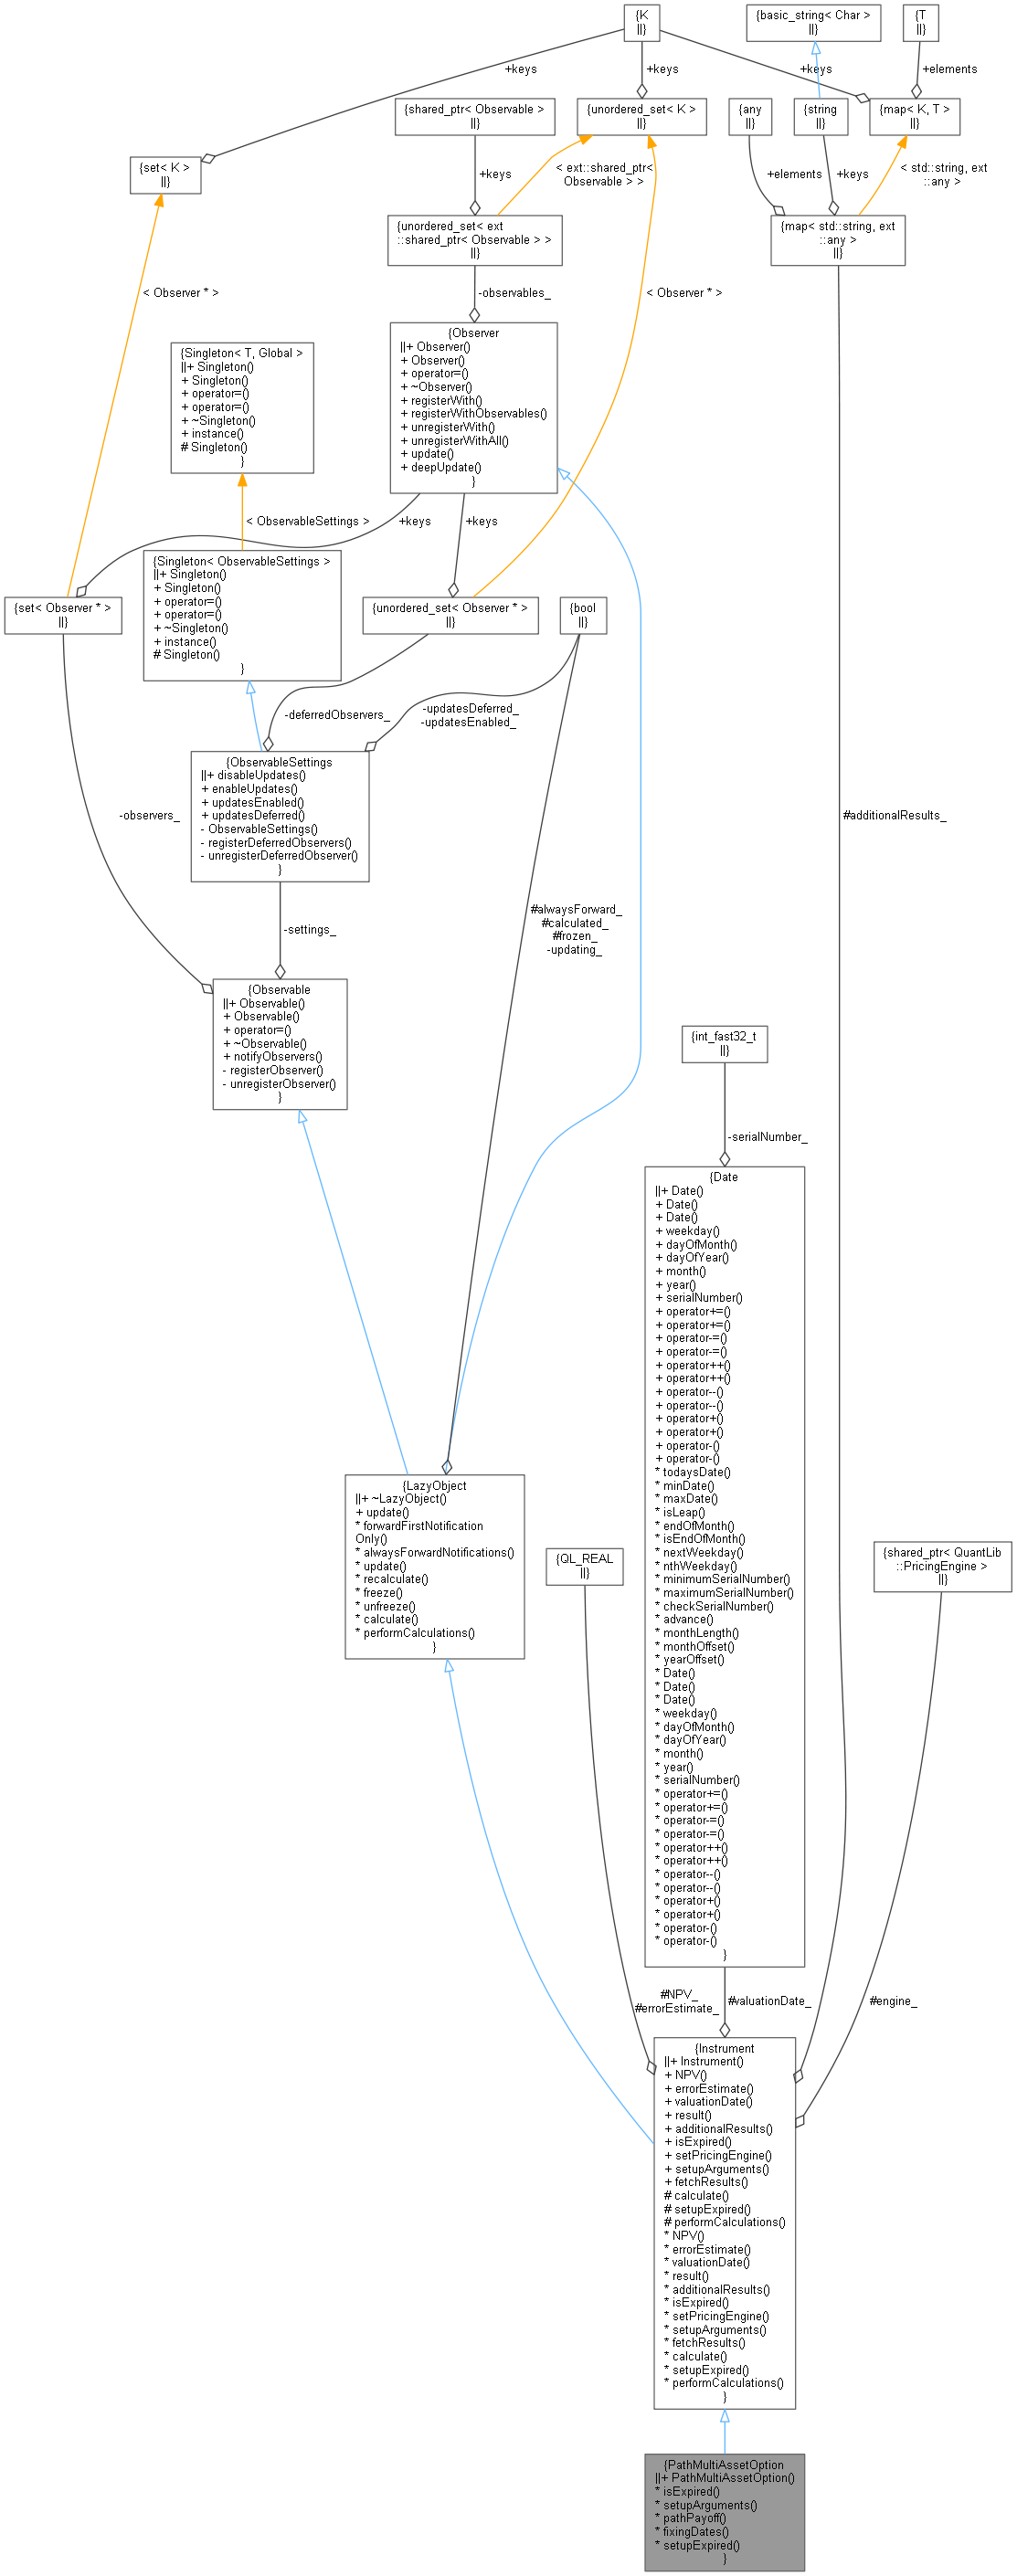 {K
||}
{basic_string< Char >
||}
{T
||}
+keys
+keys
+keys
+elements
{shared_ptr< Observable >
||}
{unordered_set< K >
||}
{any
||}
{string
||}
{map< K, T >
||}
{set< K >
||}
+keys
< ext::shared_ptr<
Observable > >
+elements
+keys
< std::string, ext
::any >
{unordered_set< ext
::shared_ptr< Observable > >
||}
{map< std::string, ext
::any >
||}
< Observer * >
-observables_
< Observer * >
{Singleton< T, Global >
||+ Singleton()
+ Singleton()
+ operator=()
+ operator=()
+ ~Singleton()
+ instance()
# Singleton()
}
{Observer
||+ Observer()
+ Observer()
+ operator=()
+ ~Observer()
+ registerWith()
+ registerWithObservables()
+ unregisterWith()
+ unregisterWithAll()
+ update()
+ deepUpdate()
}
< ObservableSettings >
+keys
+keys
{set< Observer * >
||}
{Singleton< ObservableSettings >
||+ Singleton()
+ Singleton()
+ operator=()
+ operator=()
+ ~Singleton()
+ instance()
# Singleton()
}
{unordered_set< Observer * >
||}
{bool
||}
-deferredObservers_
-updatesDeferred_
-updatesEnabled_
-observers_
{ObservableSettings
||+ disableUpdates()
+ enableUpdates()
+ updatesEnabled()
+ updatesDeferred()
- ObservableSettings()
- registerDeferredObservers()
- unregisterDeferredObserver()
}
#additionalResults_
-settings_
#alwaysForward_
#calculated_
#frozen_
-updating_
{Observable
||+ Observable()
+ Observable()
+ operator=()
+ ~Observable()
+ notifyObservers()
- registerObserver()
- unregisterObserver()
}
{int_fast32_t
||}
-serialNumber_
{Date
||+ Date()
+ Date()
+ Date()
+ weekday()
+ dayOfMonth()
+ dayOfYear()
+ month()
+ year()
+ serialNumber()
+ operator+=()
+ operator+=()
+ operator-=()
+ operator-=()
+ operator++()
+ operator++()
+ operator--()
+ operator--()
+ operator+()
+ operator+()
+ operator-()
+ operator-()
* todaysDate()
* minDate()
* maxDate()
* isLeap()
* endOfMonth()
* isEndOfMonth()
* nextWeekday()
* nthWeekday()
* minimumSerialNumber()
* maximumSerialNumber()
* checkSerialNumber()
* advance()
* monthLength()
* monthOffset()
* yearOffset()
* Date()
* Date()
* Date()
* weekday()
* dayOfMonth()
* dayOfYear()
* month()
* year()
* serialNumber()
* operator+=()
* operator+=()
* operator-=()
* operator-=()
* operator++()
* operator++()
* operator--()
* operator--()
* operator+()
* operator+()
* operator-()
* operator-()
}
{LazyObject
||+ ~LazyObject()
+ update()
* forwardFirstNotification
Only()
* alwaysForwardNotifications()
* update()
* recalculate()
* freeze()
* unfreeze()
* calculate()
* performCalculations()
}
{QL_REAL
||}
{shared_ptr< QuantLib
::PricingEngine >
||}
#NPV_
#errorEstimate_
#valuationDate_
#engine_
{Instrument
||+ Instrument()
+ NPV()
+ errorEstimate()
+ valuationDate()
+ result()
+ additionalResults()
+ isExpired()
+ setPricingEngine()
+ setupArguments()
+ fetchResults()
# calculate()
# setupExpired()
# performCalculations()
* NPV()
* errorEstimate()
* valuationDate()
* result()
* additionalResults()
* isExpired()
* setPricingEngine()
* setupArguments()
* fetchResults()
* calculate()
* setupExpired()
* performCalculations()
}
{PathMultiAssetOption
||+ PathMultiAssetOption()
* isExpired()
* setupArguments()
* pathPayoff()
* fixingDates()
* setupExpired()
}